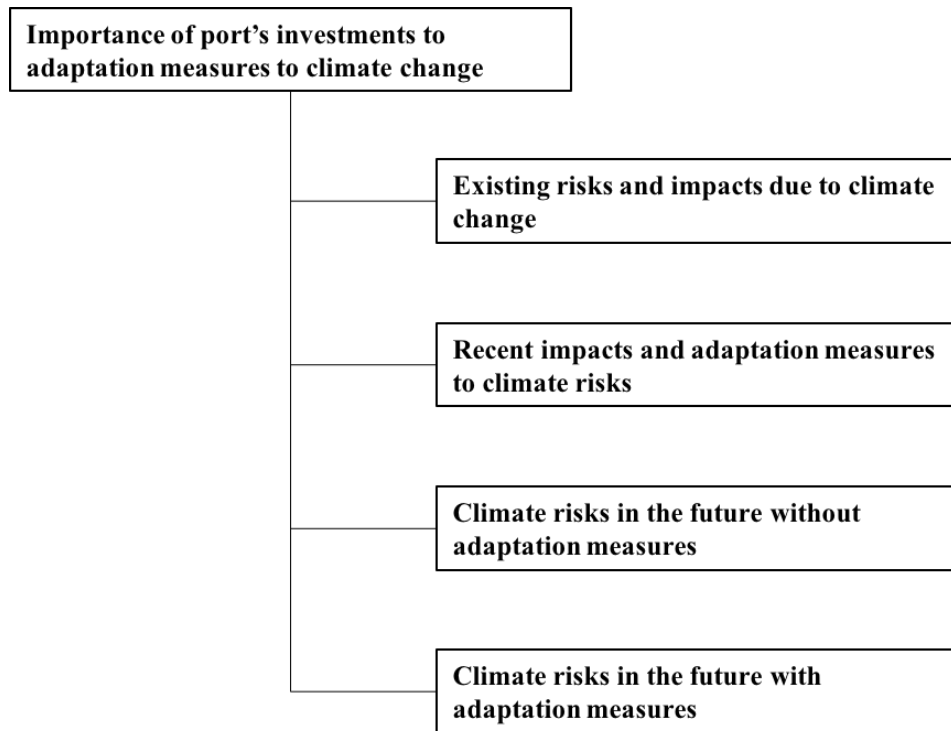 Importance of port’s investments to
adaptation measures to climate change
Existing risks and impacts due to climate
change
Recent impacts and adaptation measures
to climate risks
Climate risks in the future without
adaptation measures
Climate risks in the future with
adaptation measures